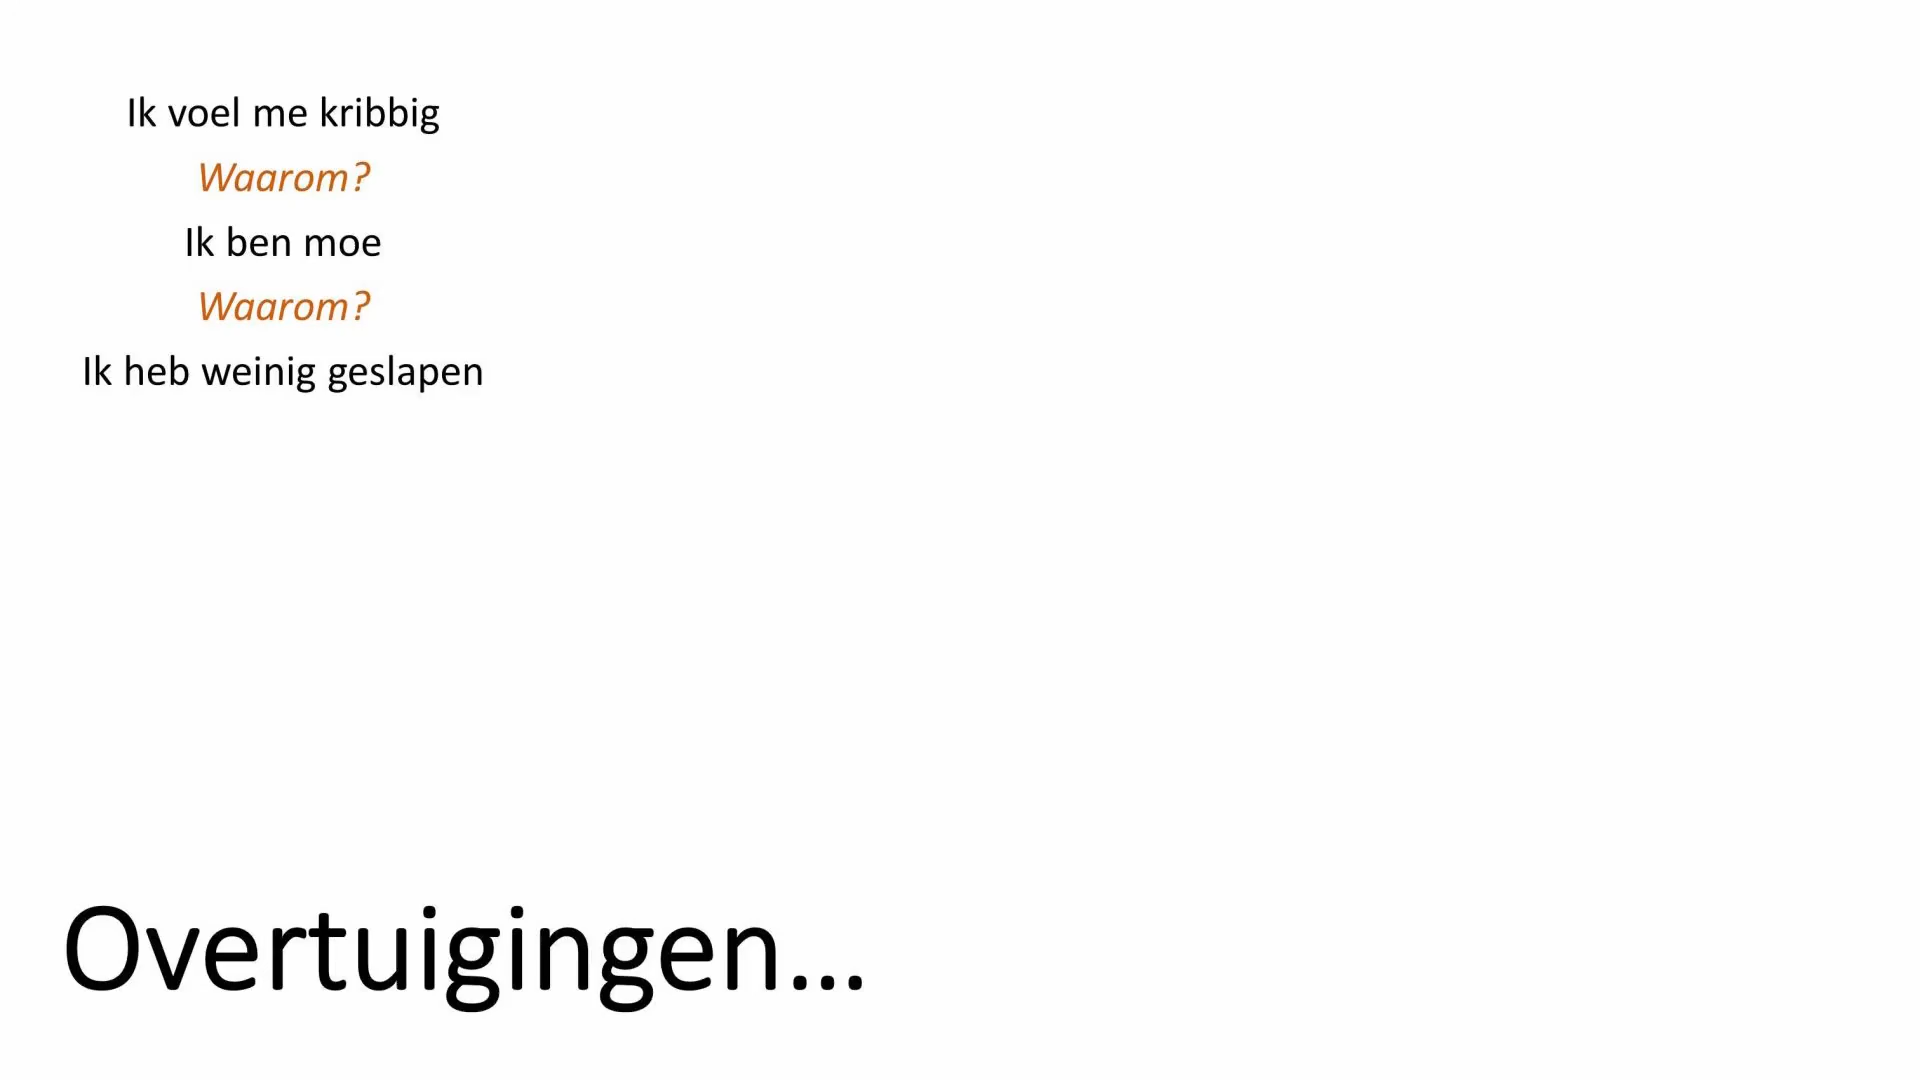 Ik voel me kribbig
Waarom?
Ik ben moe
Waarom?
Ik heb weinig geslapen
Overtuigingen...